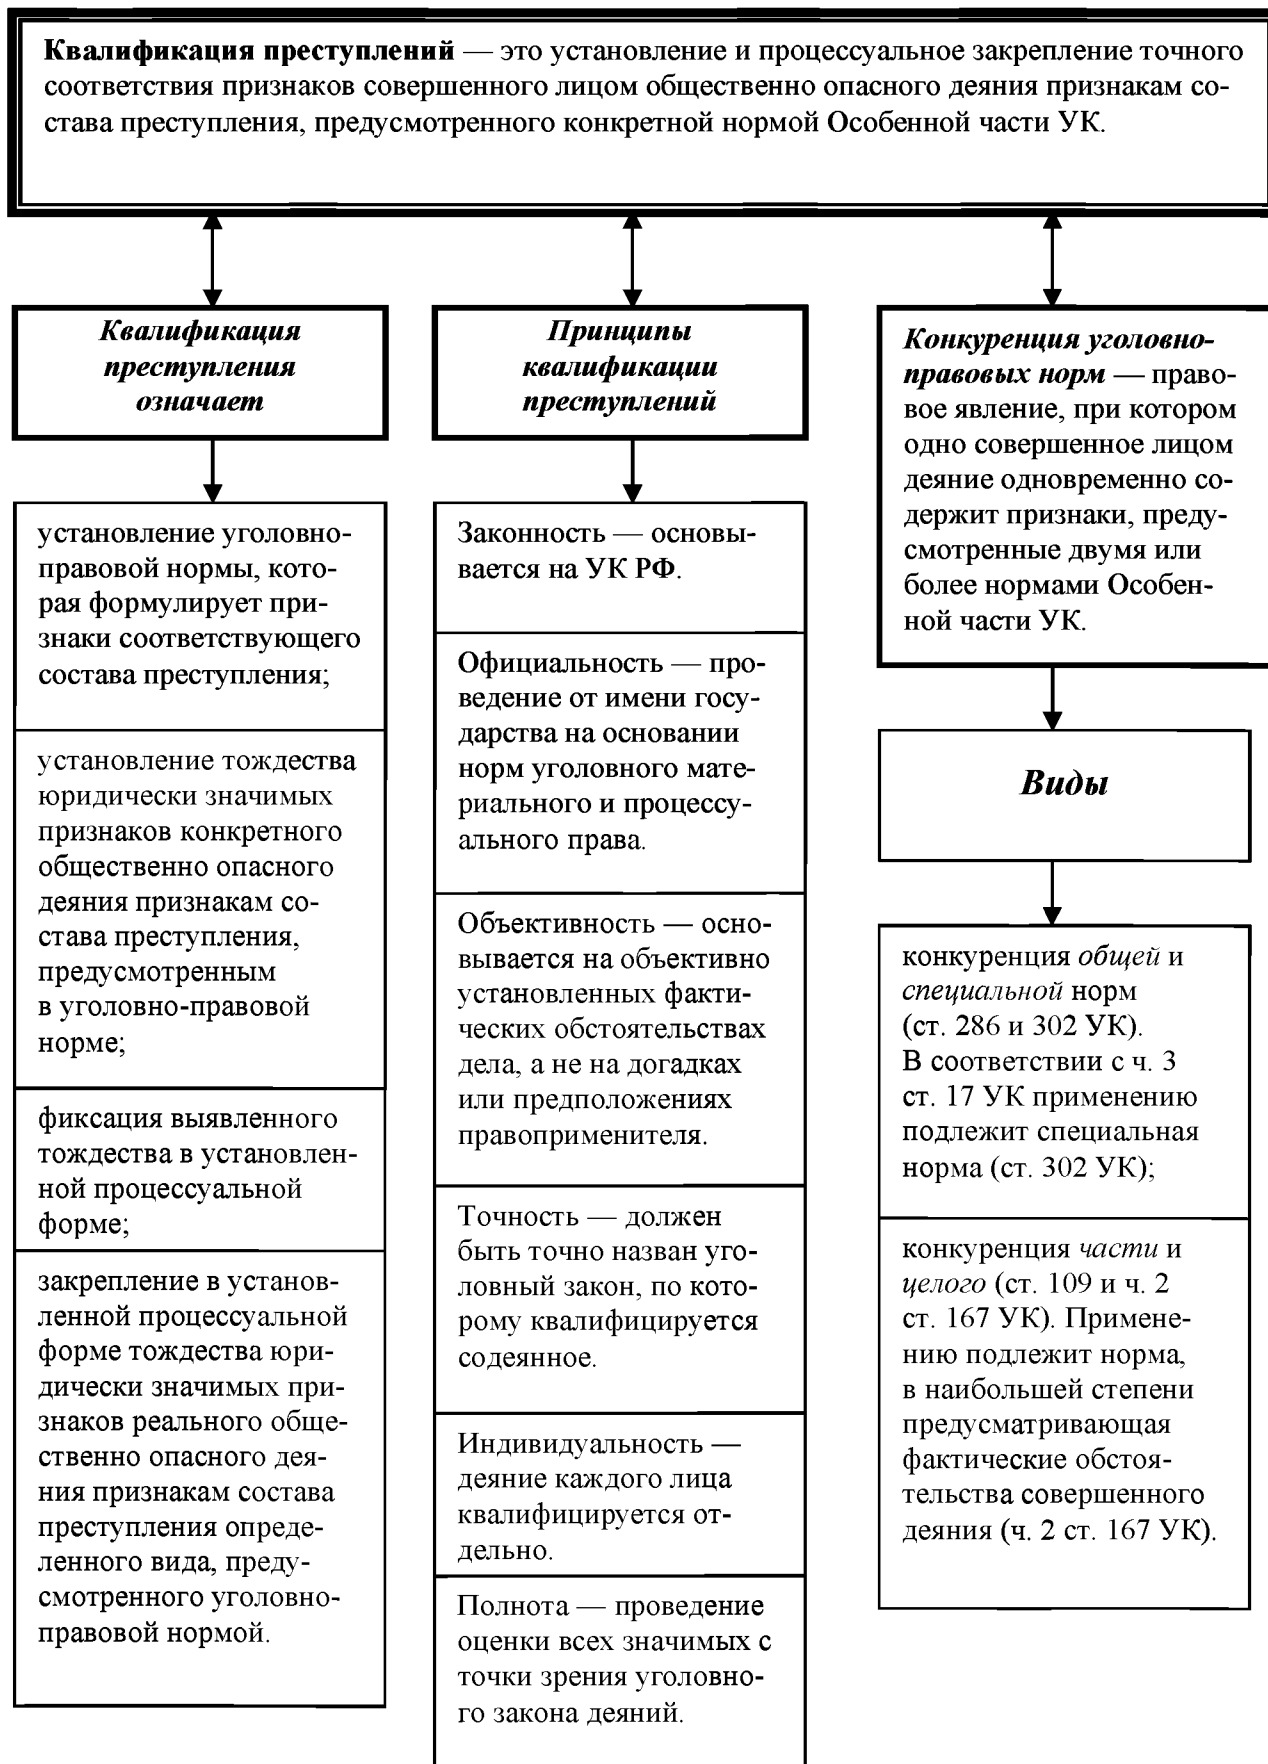 Квалификация преступлений — это установление и процессуальное закрепление точного
соответствия признаков совершенного лицом общественно опасного деяния признакам со-
става преступления, предусмотренного конкретной нормой Особенной части УК.
Квалификация
преступления
означает
установление уголовно-
правовой нормы, кото-
рая формулирует при-
знаки соответствующего
состава преступления;
установление тождества
юридически значимых
признаков конкретного
общественно опасного
деяния признакам со-
става преступления,
предусмотренным
в уголовно-правовой
норме;
фиксация выявленного
тождества в установлен-
ной процессуальной
форме;
закрепление в установ-
ленной процессуальной
форме тождества юри-
дически значимых при-
знаков реального обще-
ственно опасного дея-
ния признакам состава
преступления опреде-
ленного вида, преду-
смотренного уголовно-
правовой нормой.
Принципы
квалификации
преступлений
Законность — основы-
вается на УК РФ.
Официальность — про-
ведение от имени госу-
дарства на основании
норм уголовного мате-
риального и процессу-
ального права.
Объективность — осно-
вывается на объективно
установленных факти-
ческих обстоятельствах
дела, а не на догадках
или предположениях
правоприменителя.
Точность — должен
быть точно назван уго-
ловный закон, по кото-
рому квалифицируется
содеянное.
Индивидуальность —
деяние каждого лица
квалифицируется от-
дельно.
Полнота — проведение
оценки всех значимых с
точки зрения уголовно-
го закона деяний.
Конкуренция уголовно-
правовых норм — право-
вое явление, при котором
одно совершенное лицом
деяние одновременно со-
держит признаки, преду-
смотренные двумя или
более нормами Особен-
ной части УК.
Виды
конкуренция общей и
специальной норм
(ст. 286 и 302 УК).
В соответствии с ч. 3
ст. 17 УК применению
подлежит специальная
норма (ст. 302 УК);
конкуренция части и
целого (ст. 109 и ч. 2
ст. 167 УК). Примене-
нию подлежит норма,
в наибольшей степени
предусматривающая
фактические обстоя-
тельства совершенного
деяния (ч. 2 ст. 167 УК).